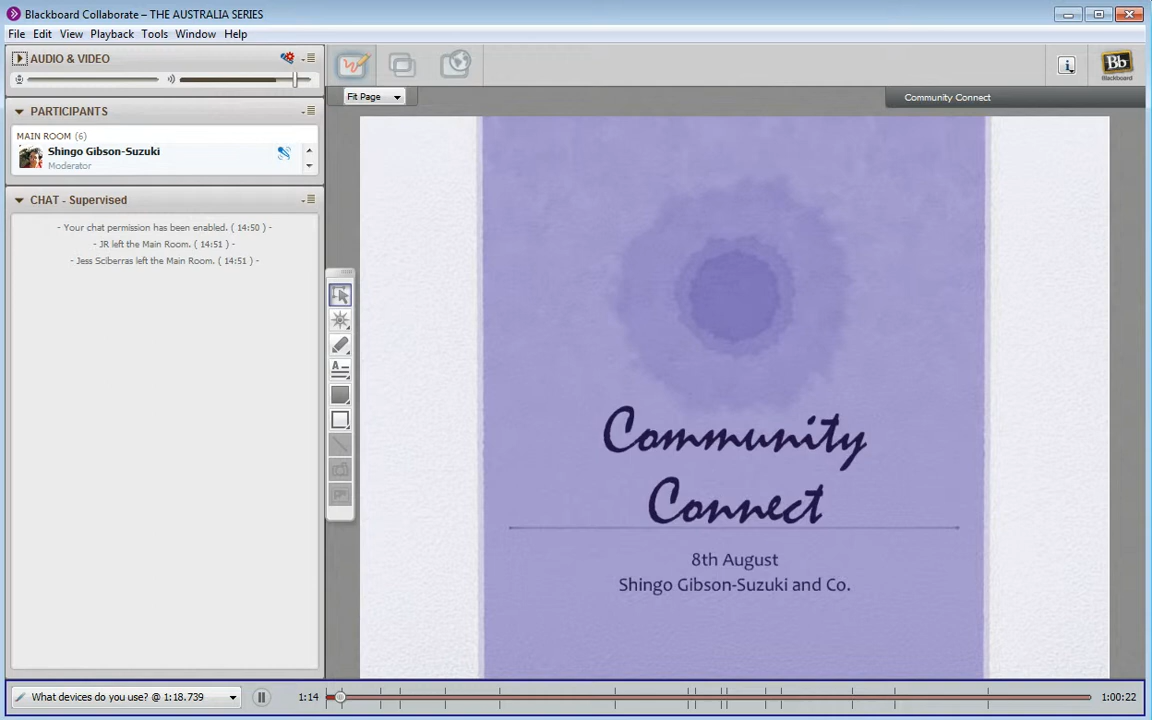 Blackboard Collaborate – THE AUSTRALIA SERIES
File Edit View Playback Tools Window Help
AUDIO & VIDEO
PARTICIPANTS
MAIN ROOM (6)
Shingo Gibson-Suzuki
Moderator
CHAT - Supervised
- Your chat permission has been enabled. ( 14:50 ) -
- JR left the Main Room. ( 14:51 ) -
- Jess Sciberras left the Main Room. ( 14:51 ) -
Bb
Blackboard
Fit Page
Community Connect
Community
Connect
8th August
Shingo Gibson-Suzuki and Co.
What devices do you use? @ 1:18.739
1:14
1:00:22